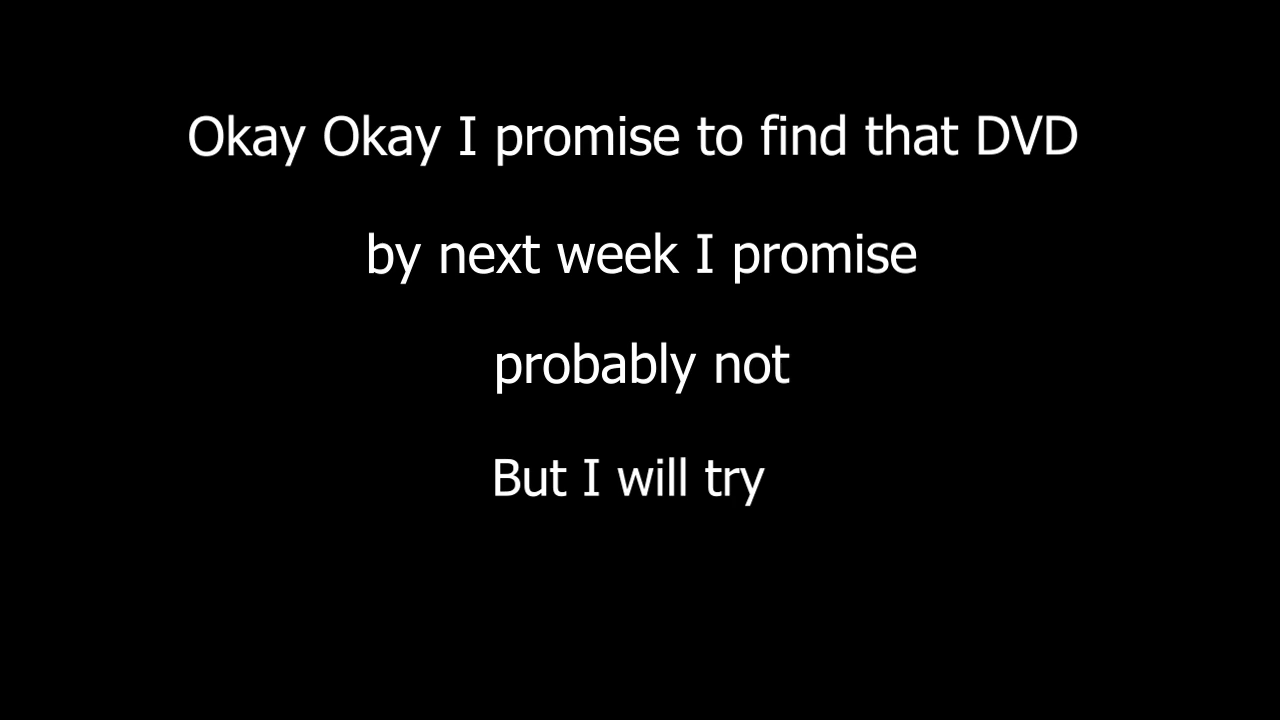 Okay Okay I promise to find that DVD
by next week I promise
probably not
But I will try